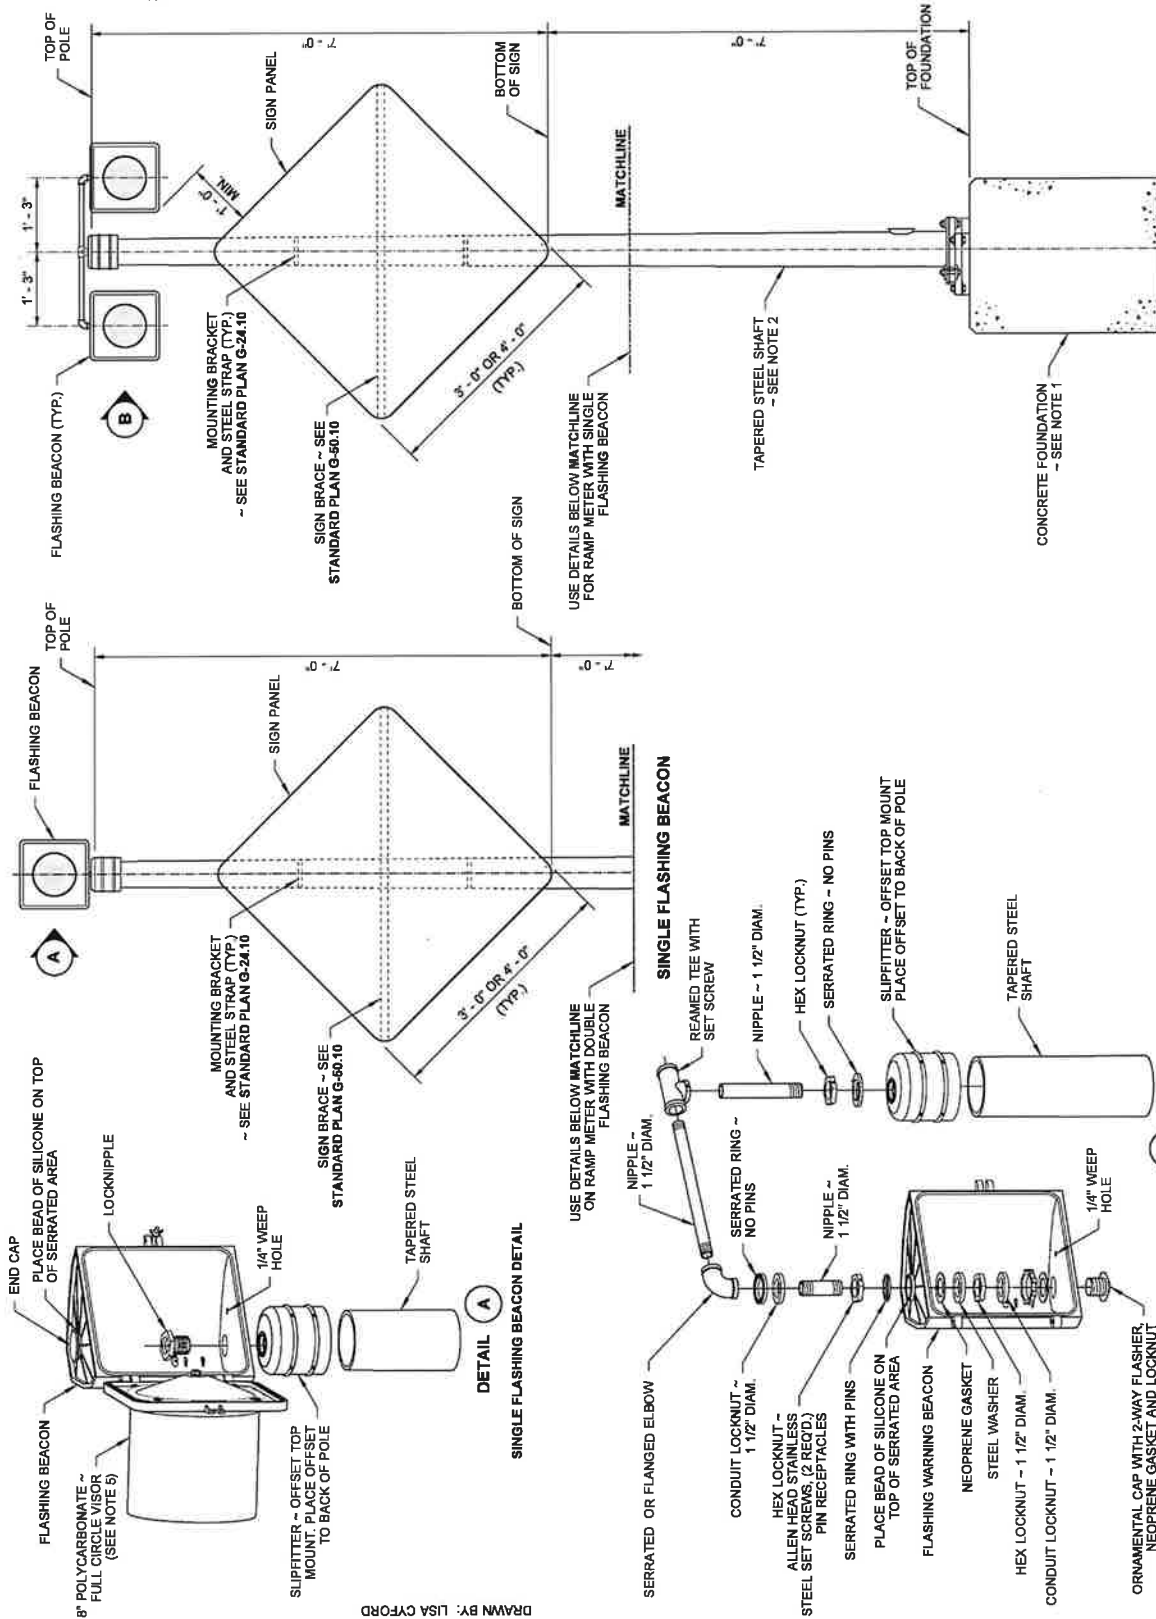 FLASHING BEACON
8" POLYCARBONATE ~
FULL CIRCLE VISOR
(SEE NOTE 5)
END CAP
PLACE BEAD OF SILICONE ON TOP
OF SERRATED AREA
LOCKNIPPLE
1/4" WEEP
HOLE
SLIPFITTER ~ OFFSET TOP
MOUNT. PLACE OFFSET
TO BACK OF POLE
TAPERED STEEL
SHAFT
DETAIL A
SINGLE FLASHING BEACON DETAIL
DRAWN BY: LISA CYFORD
A
FLASHING BEACON
TOP OF
POLE
7' - 0"
SIGN PANEL
MOUNTING BRACKET
AND STEEL STRAP (TYP.)
~ SEE STANDARD PLAN G-24.10
SIGN BRACE ~ SEE
STANDARD PLAN G-50.10
3' - 0" OR 4' - 0"
(TYP.)
BOTTOM OF SIGN
7' - 0"
USE DETAILS BELOW MATCHLINE
ON RAMP METER WITH DOUBLE
FLASHING BEACON
MATCHLINE
SINGLE FLASHING BEACON
FLASHING BEACON (TYP.)
B
1' - 3"
1' - 3"
TOP OF
POLE
7' - 0"
1' - 0"
MIN.
SIGN PANEL
MOUNTING BRACKET
AND STEEL STRAP (TYP.)
~ SEE STANDARD PLAN G-24.10
SIGN BRACE ~ SEE
STANDARD PLAN G-50.10
3' - 0" OR 4' - 0"
(TYP.)
BOTTOM
OF SIGN
7' - 0"
USE DETAILS BELOW MATCHLINE
FOR RAMP METER WITH SINGLE
FLASHING BEACON
MATCHLINE
TAPERED STEEL SHAFT
~ SEE NOTE 2
TOP OF
FOUNDATION
CONCRETE FOUNDATION
~ SEE NOTE 1
SERRATED OR FLANGED ELBOW
NIPPLE ~
1 1/2" DIAM.
REAMED TEE WITH
SET SCREW
NIPPLE ~ 1 1/2" DIAM.
HEX LOCKNUT (TYP.)
SERRATED RING ~ NO PINS
SLIPFITTER ~ OFFSET TOP MOUNT
PLACE OFFSET TO BACK OF POLE
TAPERED STEEL
SHAFT
SERRATED RING ~
NO PINS
CONDUIT LOCKNUT ~
1 1/2" DIAM.
NIPPLE ~
1 1/2" DIAM.
HEX LOCKNUT ~
ALLEN HEAD STAINLESS
STEEL SET SCREWS, (2 REQ'D.)
PIN RECEPTACLES
SERRATED RING WITH PINS
PLACE BEAD OF SILICONE ON
TOP OF SERRATED AREA
FLASHING WARNING BEACON
1/4" WEEP
HOLE
NEOPRENE GASKET
STEEL WASHER
HEX LOCKNUT ~ 1 1/2" DIAM.
CONDUIT LOCKNUT ~ 1 1/2" DIAM.
ORNAMENTAL CAP WITH 2-WAY FLASHER,
NEOPRENE GASKET AND LOCKNUT